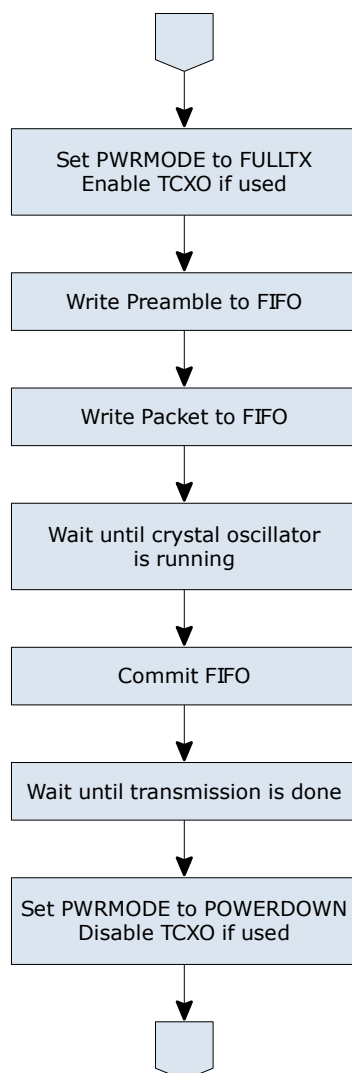 Set PWRMODE to FULLTX
Enable TCXO if used
Write Preamble to FIFO
Write Packet to FIFO
Wait until crystal oscillator
is running
Commit FIFO
Wait until transmission is done
Set PWRMODE to POWERDOWN
Disable TCXO if used